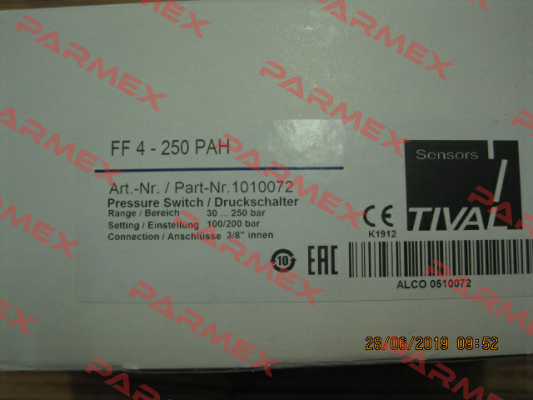 FF 4 - 250 PAH
Sensors
TIVAL
Art.-Nr. / Part-Nr.1010072
Pressure Switch / Druckschalter
Range / Bereich 30 ... 250 bar
Setting / Einstellung 100/200 bar
Connection / Anschlüsse 3/8" innen
CE
K1912
10
EAC
ALCO 0510072
26/06/2019 09:52
PARMEX
PARMEX
PARMEX
PARMEX
PARMEX
PARMEX
PARMEX
PARMEX
PARMEX